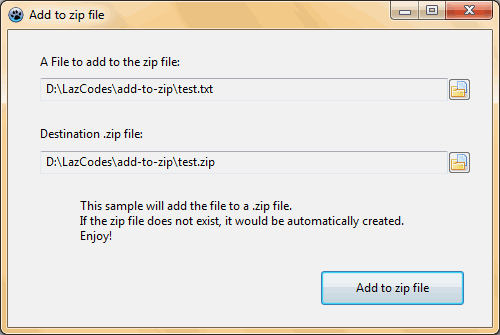 Add to zip file
A File to add to the zip file:
D:\LazCodes\add-to-zip\test.txt
Destination .zip file:
D:\LazCodes\add-to-zip\test.zip
This sample will add the file to a .zip file.
If the zip file does not exist, it would be automatically created.
Enjoy!
Add to zip file